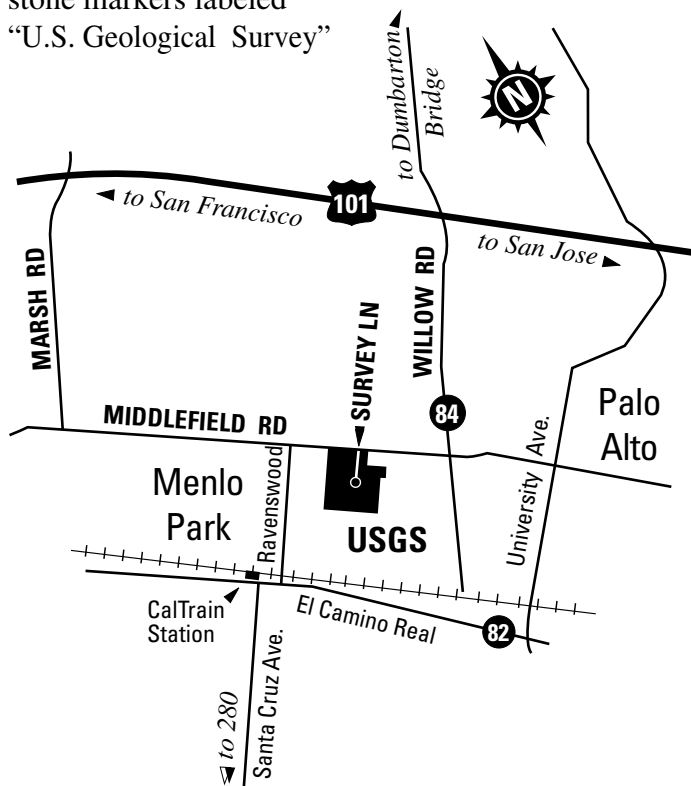 stone markers labeled
“U.S. Geological Survey”
to Dumbarton
Bridge
N
101
to San Francisco
to San Jose
MARSH RD
WILLOW RD
SURVEY LN
MIDDLEFIELD RD
84
Palo
Alto
University Ave.
Menlo
Park
Ravenswood
USGS
CalTrain
Station
El Camino Real
82
Santa Cruz Ave.
to 280